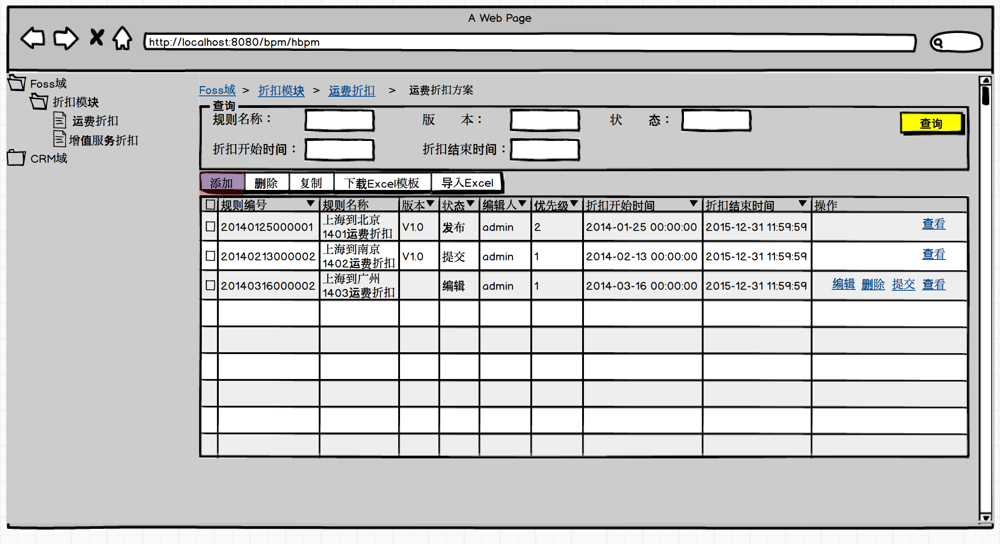 A Web Page
http://localhost:8080/bpm/hbpm
Foss域
折扣模块
运费折扣
增值服务折扣
CRM域
Foss域 > 折扣模块 > 运费折扣 > 运费折扣方案
查询
规则名称： 版 本： 状 态： 查询
折扣开始时间： 折扣结束时间：
添加 删除 复制 下载Excel模板 导入Excel
规则编号 规则名称 版本 状态 编辑人 优先级 折扣开始时间 折扣结束时间 操作
20140125000001 上海到北京 V1.0 发布 admin 2 2014-01-25 00:00:00 2015-12-31 11:59:59 查看
1401运费折扣
20140213000002 上海到南京 V1.0 提交 admin 1 2014-02-13 00:00:00 2015-12-31 11:59:59 查看
1402运费折扣
20140316000002 上海到广州 编辑 admin 1 2014-03-16 00:00:00 2015-12-31 11:59:59 编辑 删除 提交 查看
1403运费折扣